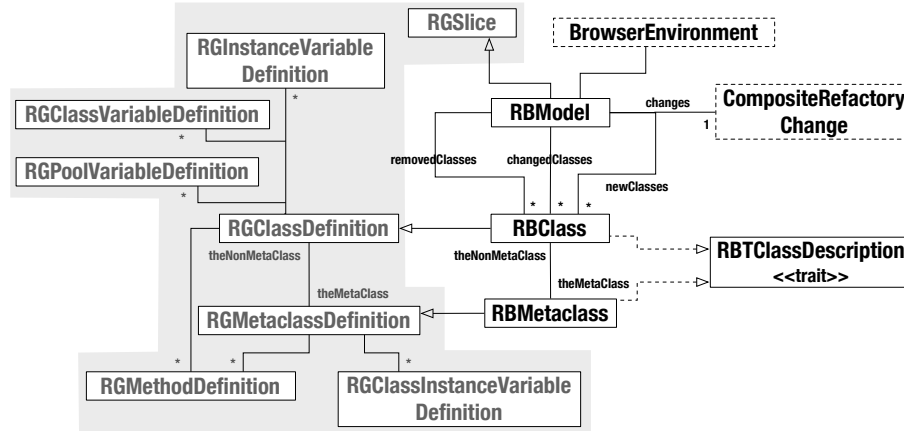 RGSlice
BrowserEnvironment
RGInstanceVariable
Definition
*
RGClassVariableDefinition
*
RBModel
changes
1
CompositeRefactory
Change
removedClasses
changedClasses
newClasses
RGPoolVariableDefinition
*
* * *
RGClassDefinition
RBClass
RBTClassDescription
<<trait>>
theNonMetaClass
theNonMetaClass
theMetaClass
theMetaClass
RGMetaclassDefinition
RBMetaclass
* * *
RGMethodDefinition
RGClassInstanceVariable
Definition